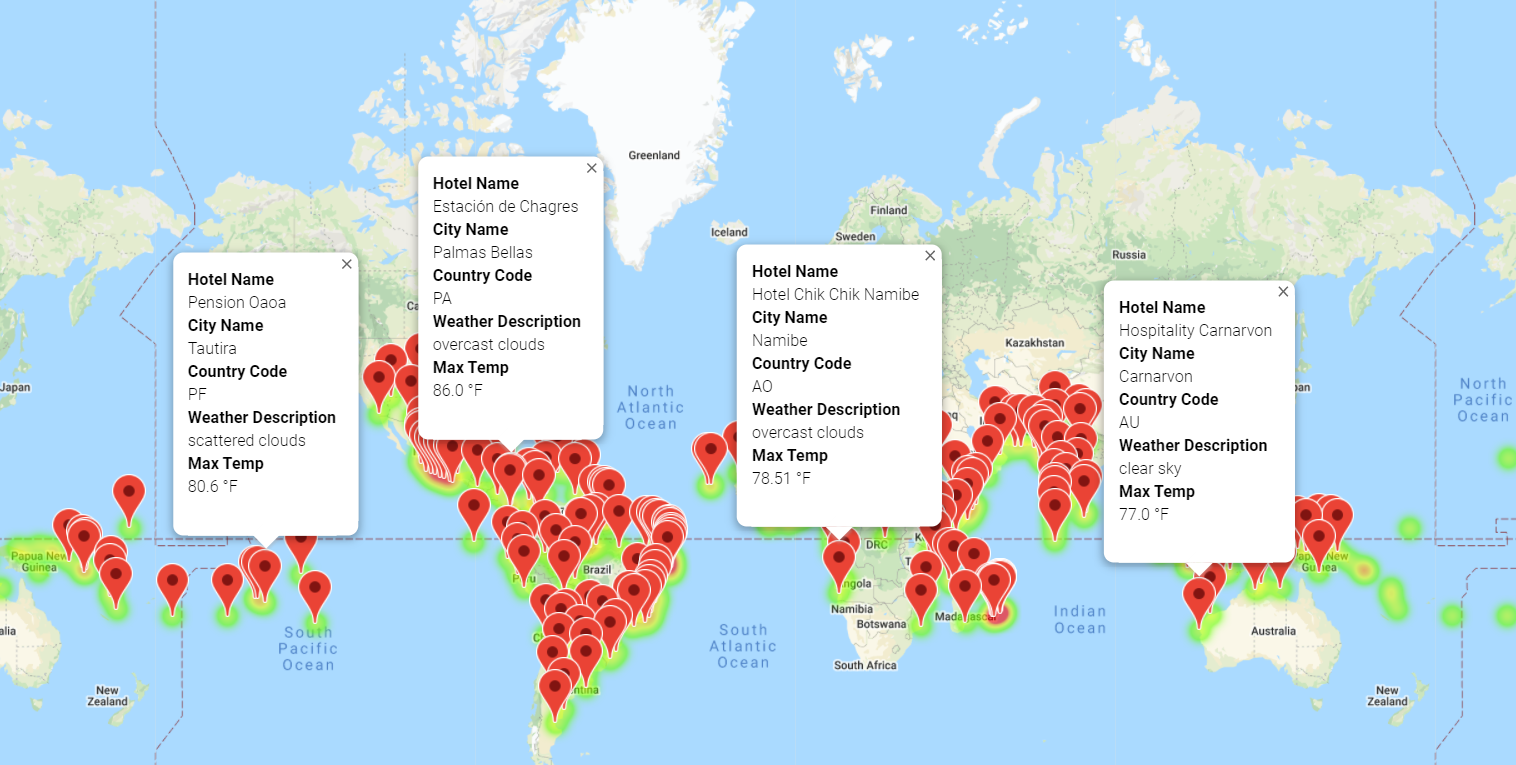 Greenland
Iceland
Finland
Sweden
Russia
Kazakhstan
Japan
North
Atlantic
Ocean
North
Pacific
Ocean
Hotel Name
Pension Oaoa
City Name
Tautira
Country Code
PF
Weather Description
scattered clouds
Max Temp
80.6 °F
Hotel Name
Estación de Chagres
City Name
Palmas Bellas
Country Code
PA
Weather Description
overcast clouds
Max Temp
86.0 °F
Hotel Name
Hotel Chik Chik Namibe
City Name
Namibe
Country Code
AO
Weather Description
overcast clouds
Max Temp
78.51 °F
Hotel Name
Hospitality Carnarvon
City Name
Carnarvon
Country Code
AU
Weather Description
clear sky
Max Temp
77.0 °F
Papua New
Guinea
Brazil
DRC
Namibia
Botswana
Madagascar
South Africa
Indian
Ocean
South
Pacific
Ocean
South
Atlantic
Ocean
Australia
New
Zealand
New
Zealand